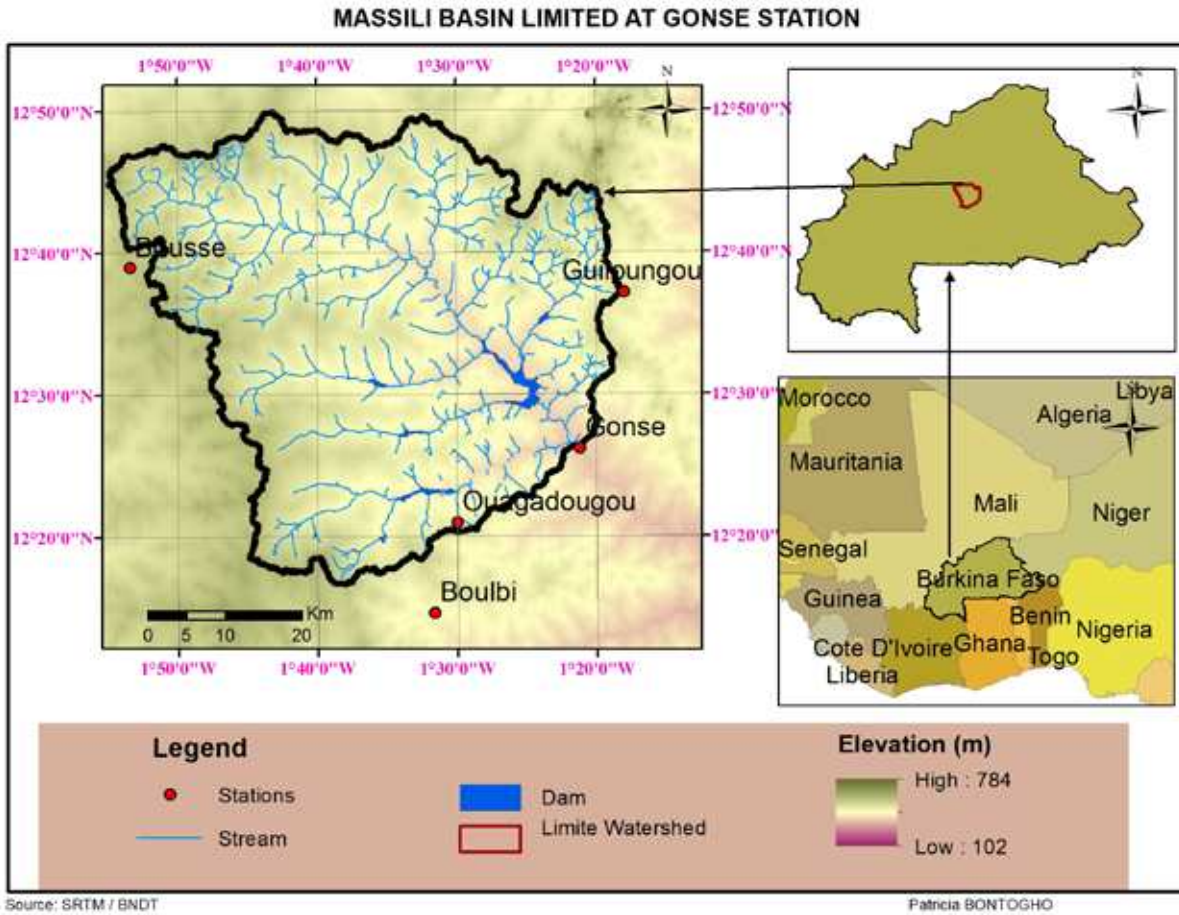 MASSILI BASIN LIMITED AT GONSE STATION
1°50'0"W 1°40'0"W 1°30'0"W 1°20'0"W
N
N
12°50'0"N 12°50'0"N
Bousse
12°40'0"N 12°40'0"N
Guiloungou
12°30'0"N 12°30'0"N
Gonse
Ouagadougou
12°20'0"N 12°20'0"N
Boulbi
Km
0 5 10 20
1°50'0"W 1°40'0"W 1°30'0"W 1°20'0"W
Libya
Morocco
Algeria
Mauritania
Mali
Niger
Senegal
Burkina Faso
Guinea
Benin
Nigeria
Cote D'Ivoire
Ghana
Togo
Liberia
Legend
Stations
Stream
Dam
Limite Watershed
Elevation (m)
High : 784
Low : 102
Source: SRTM / BNDT
Patricia BONTOGHO